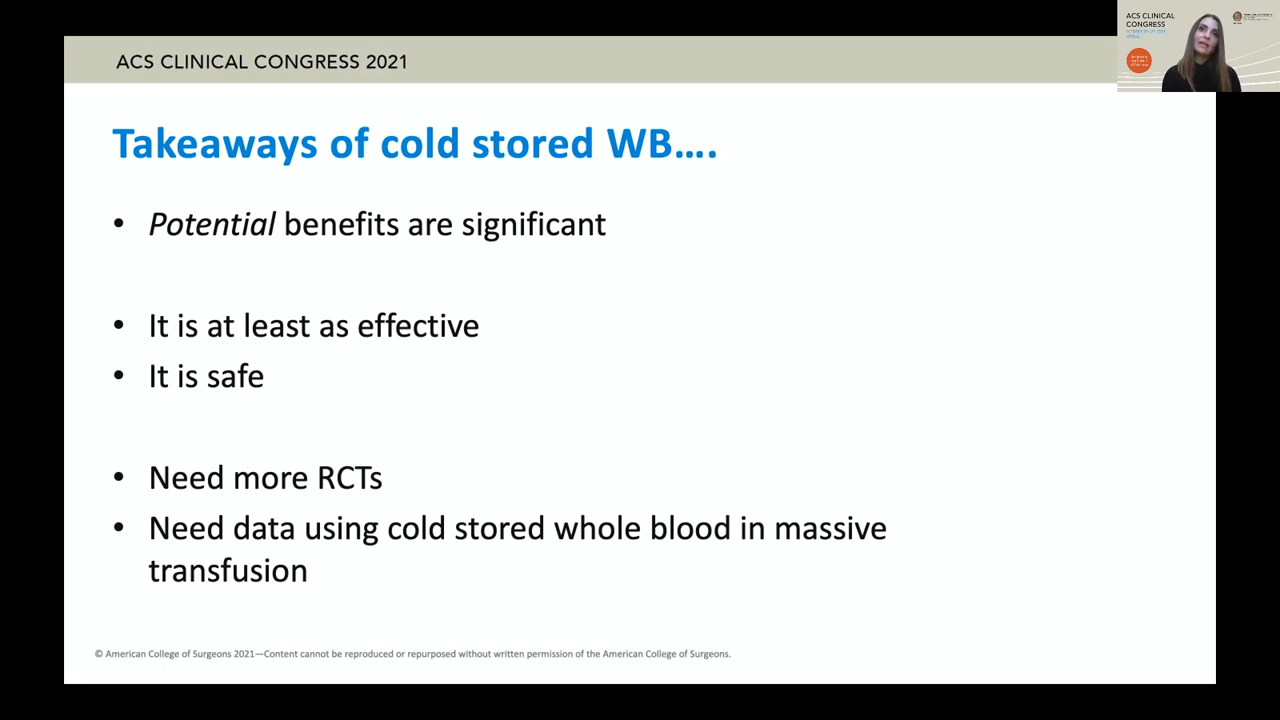 ACS CLINICAL CONGRESS 2021
ACS CLINICAL
CONGRESS
Takeaways of cold stored WB....
• Potential benefits are significant
• It is at least as effective
• It is safe
• Need more RCTs
• Need data using cold stored whole blood in massive
transfusion
© American College of Surgeons 2021—Content cannot be reproduced or repurposed without written permission of the American College of Surgeons.